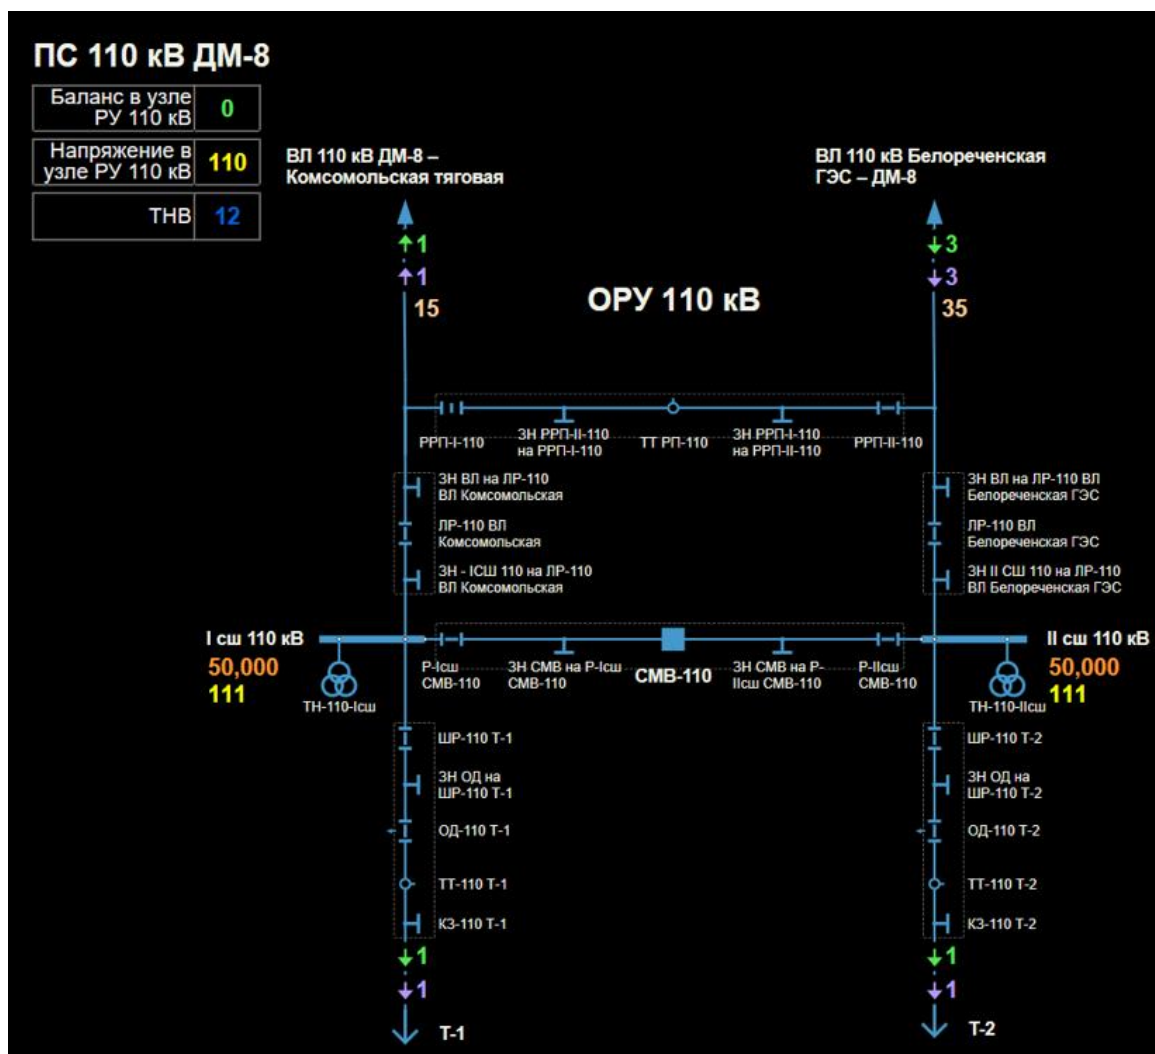 ПС 110 кВ ДМ-8
Баланс в узле
РУ 110 кВ
0
Напряжение в
узле РУ 110 кВ
110
ТНВ
12
ВЛ 110 кВ ДМ-8 –
Комсомольская тяговая
ВЛ 110 кВ Белореченская
ГЭС – ДМ-8
1
1
15
3
3
35
ОРУ 110 кВ
РРП-I-110
ЗН РРП-II-110
на РРП-I-110
ТТ РП-110
ЗН РРП-I-110
на РРП-II-110
РРП-II-110
ЗН ВЛ на ЛР-110
ВЛ Комсомольская
ЛР-110 ВЛ
Комсомольская
ЗН - IСШ 110 на ЛР-110
ВЛ Комсомольская
ЗН ВЛ на ЛР-110 ВЛ
Белореченская ГЭС
ЛР-110 ВЛ
Белореченская ГЭС
ЗН II СШ 110 на ЛР-110
ВЛ Белореченская ГЭС
I сш 110 кВ
50,000
111
ТН-110-Iсш
Р-Iсш
СМВ-110
ЗН СМВ на Р-Iсш
СМВ-110
СМВ-110
ЗН СМВ на Р-
IIсш СМВ-110
Р-IIсш
СМВ-110
II сш 110 кВ
50,000
111
ТН-110-IIсш
ШР-110 Т-1
ЗН ОД на
ШР-110 Т-1
ОД-110 Т-1
ТТ-110 Т-1
КЗ-110 Т-1
1
1
Т-1
ШР-110 Т-2
ЗН ОД на
ШР-110 Т-2
ОД-110 Т-2
ТТ-110 Т-2
КЗ-110 Т-2
1
1
Т-2